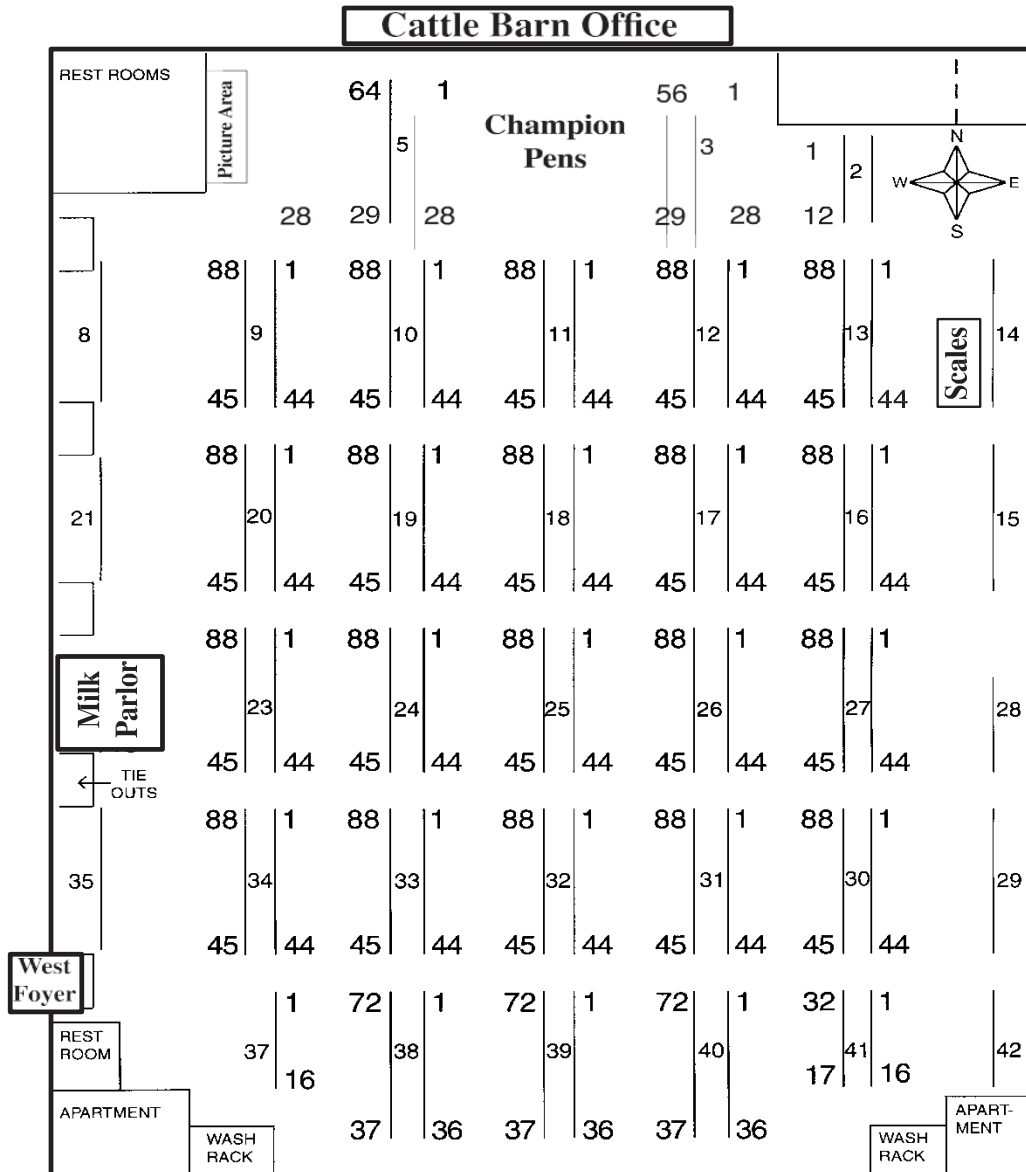 Cattle Barn Office
REST ROOMS
Picture Area
64 1
56 1
5
Champion
Pens
3
1
2
N
W E
S
28 29 28
29 28 12
88 1 88 1 88 1 88 1 88 1
8 9 10 11 12 13 14
Scales
45 44 45 44 45 44 45 44 45 44
88 1 88 1 88 1 88 1 88 1
21 20 19 18 17 16 15
45 44 45 44 45 44 45 44 45 44
88 1 88 1 88 1 88 1 88 1
Milk
Parlor
23 24 25 26 27 28
45 44 45 44 45 44 45 44 45 44
TIE
OUTS
88 1 88 1 88 1 88 1 88 1
35 34 33 32 31 30 29
45 44 45 44 45 44 45 44 45 44
West
Foyer
1 72 1 72 1 72 1 32 1
REST
ROOM
37 38 39 40 41 42
16 17 16
APARTMENT
37 36 37 36 37 36
WASH
RACK
WASH
RACK
APART-
MENT